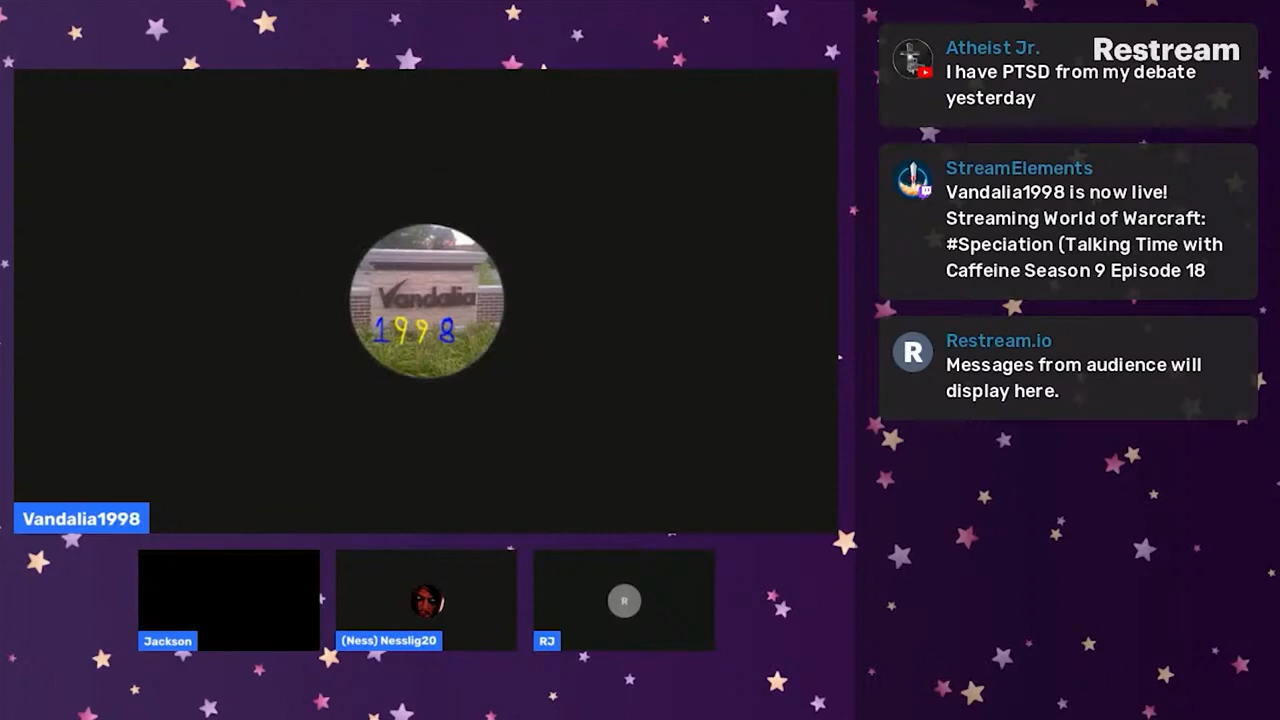 Vandalia
1998
Vandalia1998
Jackson
(Ness) Nesslig20
R
RJ
Restream
Atheist Jr.
I have PTSD from my debate
yesterday
StreamElements
Vandalia1998 is now live!
Streaming World of Warcraft:
#Speciation (Talking Time with
Caffeine Season 9 Episode 18
R
Restream.io
Messages from audience will
display here.